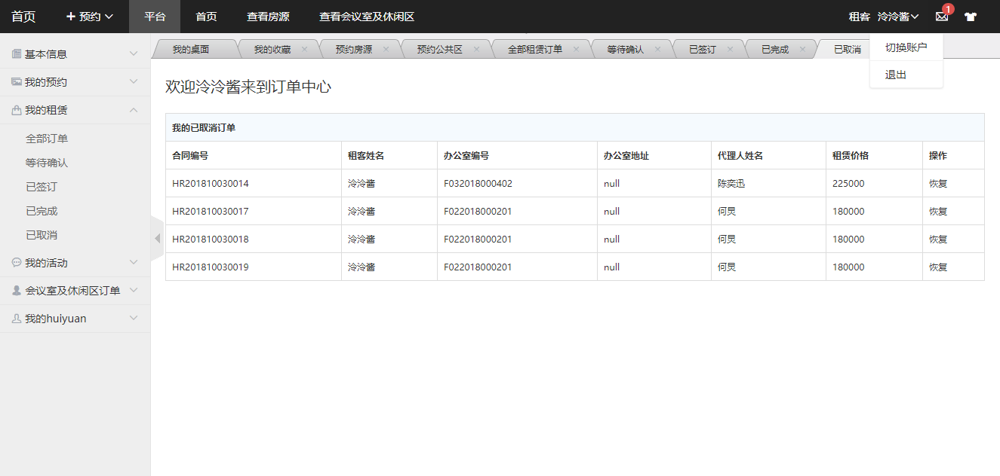 首页 预约 平台 首页 查看房源 查看会议室及休闲区 租客 泠泠酱 1
切换账户
退出
基本信息
我的预约
我的租赁
全部订单
等待确认
已签订
已完成
已取消
我的活动
会议室及休闲区订单
我的huiyuan
我的桌面 我的收藏 预约房源 预约公共区 全部租赁订单 等待确认 已签订 已完成 已取消
欢迎泠泠酱来到订单中心
我的已取消订单
合同编号 租客姓名 办公室编号 办公室地址 代理人姓名 租赁价格 操作
HR201810030014 泠泠酱 F032018000402 null 陈奕迅 225000 恢复
HR201810030017 泠泠酱 F022018000201 null 何炅 180000 恢复
HR201810030018 泠泠酱 F022018000201 null 何炅 180000 恢复
HR201810030019 泠泠酱 F022018000201 null 何炅 180000 恢复